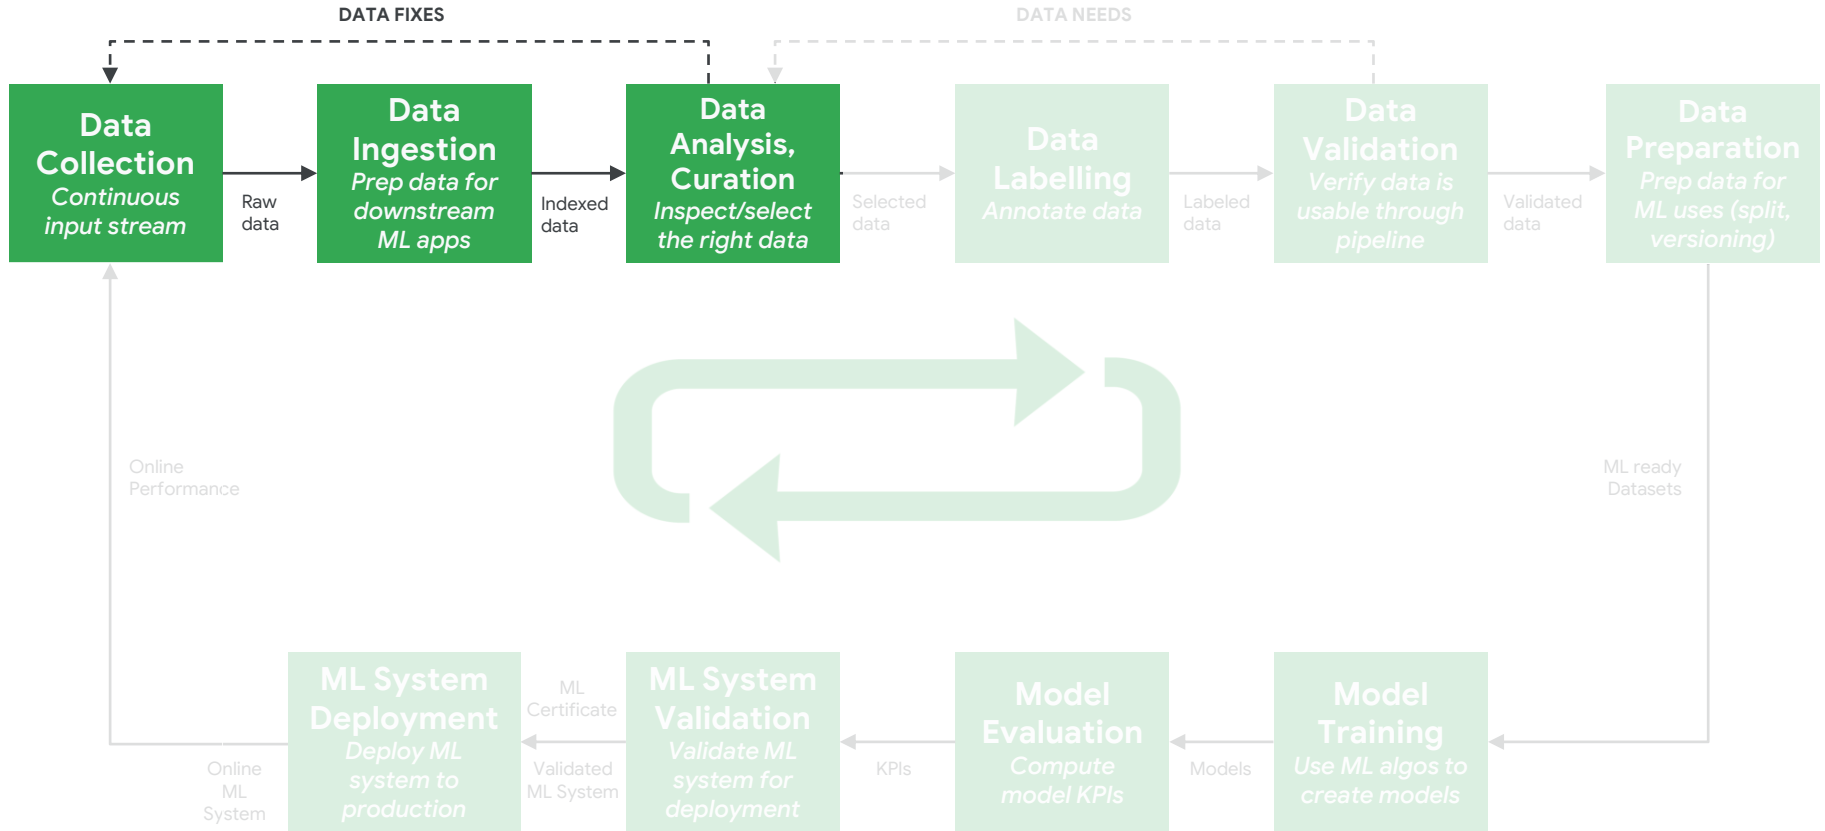 DATA FIXES
DATA NEEDS
Data
Collection
Continuous
input stream
Raw
data
Data
Ingestion
Prep data for
downstream
ML apps
Indexed
data
Data
Analysis,
Curation
Inspect/select
the right data
Selected
data
Data
Labelling
Annotate data
Labeled
data
Data
Validation
Verify data is
usable through
pipeline
Validated
data
Data
Preparation
Prep data for
ML uses (split,
versioning)
Online
Performance
ML ready
Datasets
Online
ML
System
ML System
Deployment
Deploy ML
system to
production
ML
Certificate
Validated
ML System
ML System
Validation
Validate ML
system for
deployment
KPIs
Model
Evaluation
Compute
model KPIs
Models
Model
Training
Use ML algos to
create models